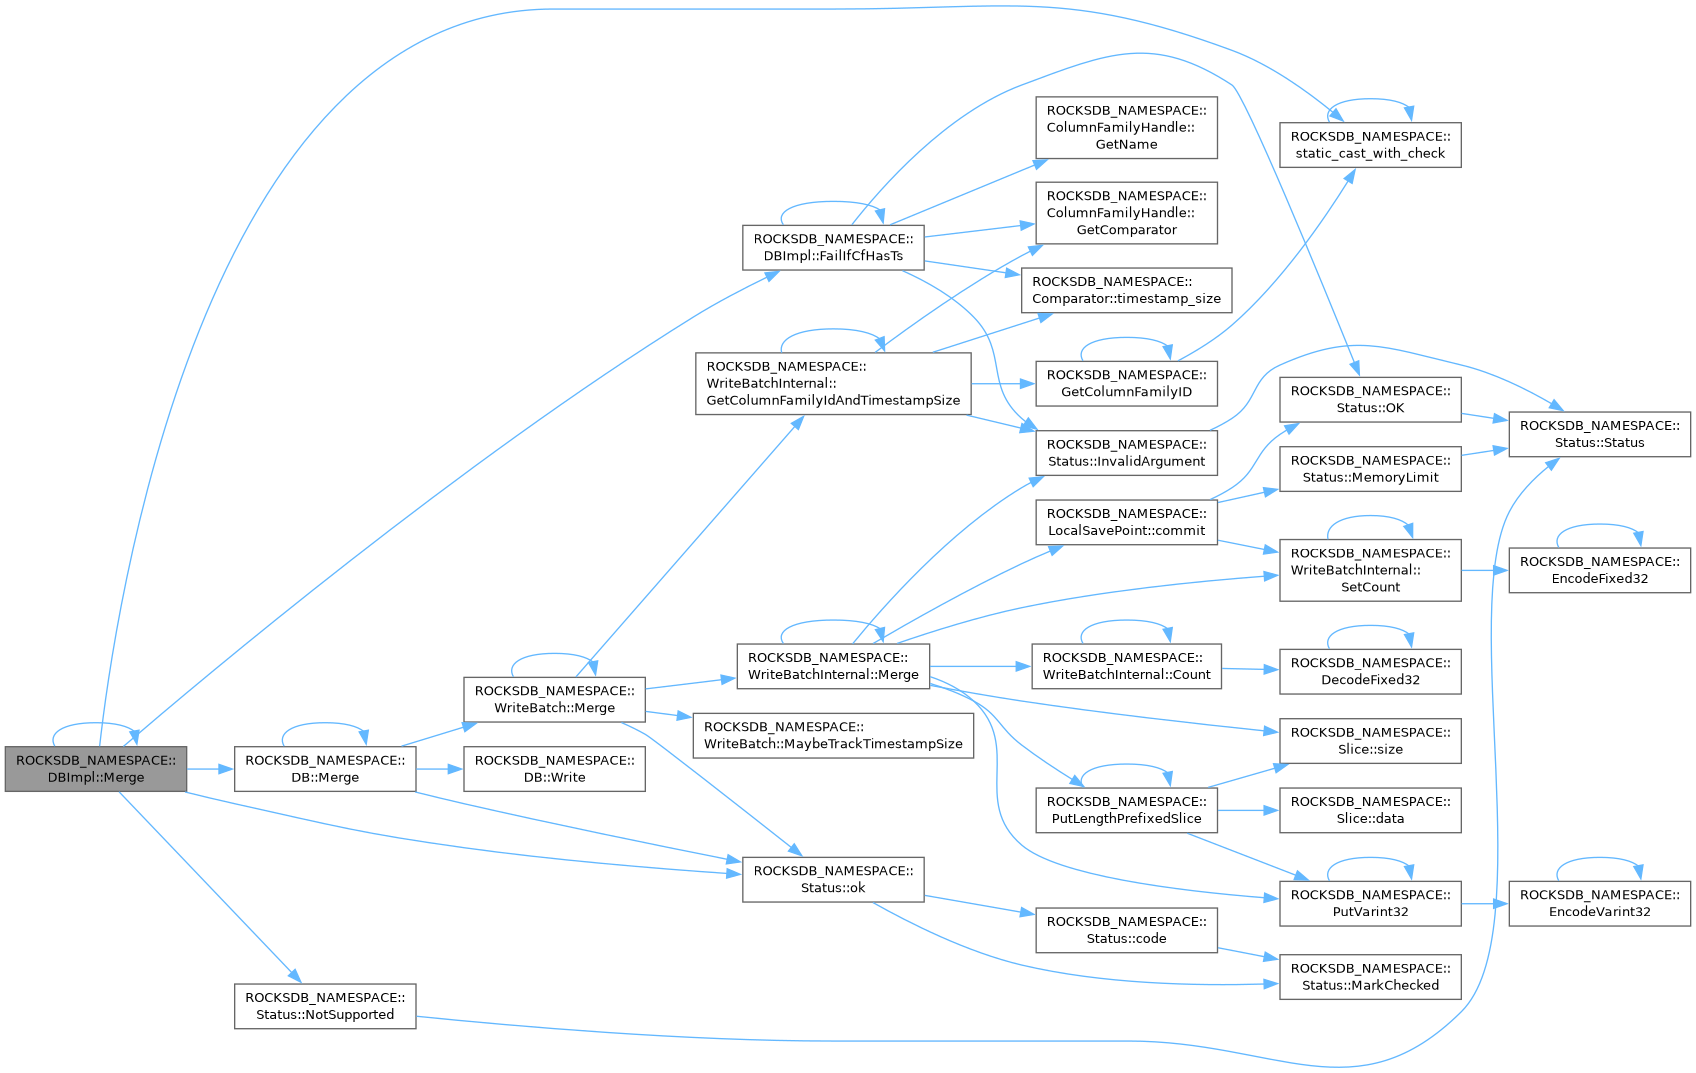 ROCKSDB_NAMESPACE::
DBImpl::Merge
ROCKSDB_NAMESPACE::
DB::Merge
ROCKSDB_NAMESPACE::
Status::NotSupported
ROCKSDB_NAMESPACE::
WriteBatch::Merge
ROCKSDB_NAMESPACE::
DB::Write
ROCKSDB_NAMESPACE::
DBImpl::FailIfCfHasTs
ROCKSDB_NAMESPACE::
WriteBatchInternal::
GetColumnFamilyIdAndTimestampSize
ROCKSDB_NAMESPACE::
WriteBatchInternal::Merge
ROCKSDB_NAMESPACE::
WriteBatch::MaybeTrackTimestampSize
ROCKSDB_NAMESPACE::
Status::ok
ROCKSDB_NAMESPACE::
ColumnFamilyHandle::
GetName
ROCKSDB_NAMESPACE::
ColumnFamilyHandle::
GetComparator
ROCKSDB_NAMESPACE::
Comparator::timestamp_size
ROCKSDB_NAMESPACE::
GetColumnFamilyID
ROCKSDB_NAMESPACE::
Status::InvalidArgument
ROCKSDB_NAMESPACE::
LocalSavePoint::commit
ROCKSDB_NAMESPACE::
WriteBatchInternal::Count
ROCKSDB_NAMESPACE::
PutLengthPrefixedSlice
ROCKSDB_NAMESPACE::
Status::code
ROCKSDB_NAMESPACE::
static_cast_with_check
ROCKSDB_NAMESPACE::
Status::OK
ROCKSDB_NAMESPACE::
Status::MemoryLimit
ROCKSDB_NAMESPACE::
WriteBatchInternal::
SetCount
ROCKSDB_NAMESPACE::
DecodeFixed32
ROCKSDB_NAMESPACE::
Slice::size
ROCKSDB_NAMESPACE::
Slice::data
ROCKSDB_NAMESPACE::
PutVarint32
ROCKSDB_NAMESPACE::
Status::MarkChecked
ROCKSDB_NAMESPACE::
Status::Status
ROCKSDB_NAMESPACE::
EncodeFixed32
ROCKSDB_NAMESPACE::
EncodeVarint32